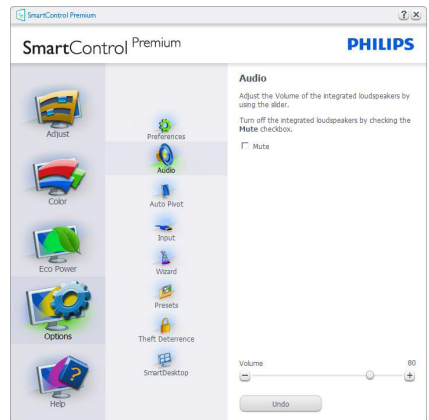 SmartControl Premium
SmartControl Premium
PHILIPS
Adjust
Color
Eco Power
Options
Help
Preferences
Audio
Auto Pivot
Input
Wizard
Presets
Theft Deterrence
SmartDesktop
Audio
Adjust the Volume of the integrated loudspeakers by
using the slider.
Turn off the integrated loudspeakers by checking the
Mute checkbox.
Mute
Volume 80
Undo